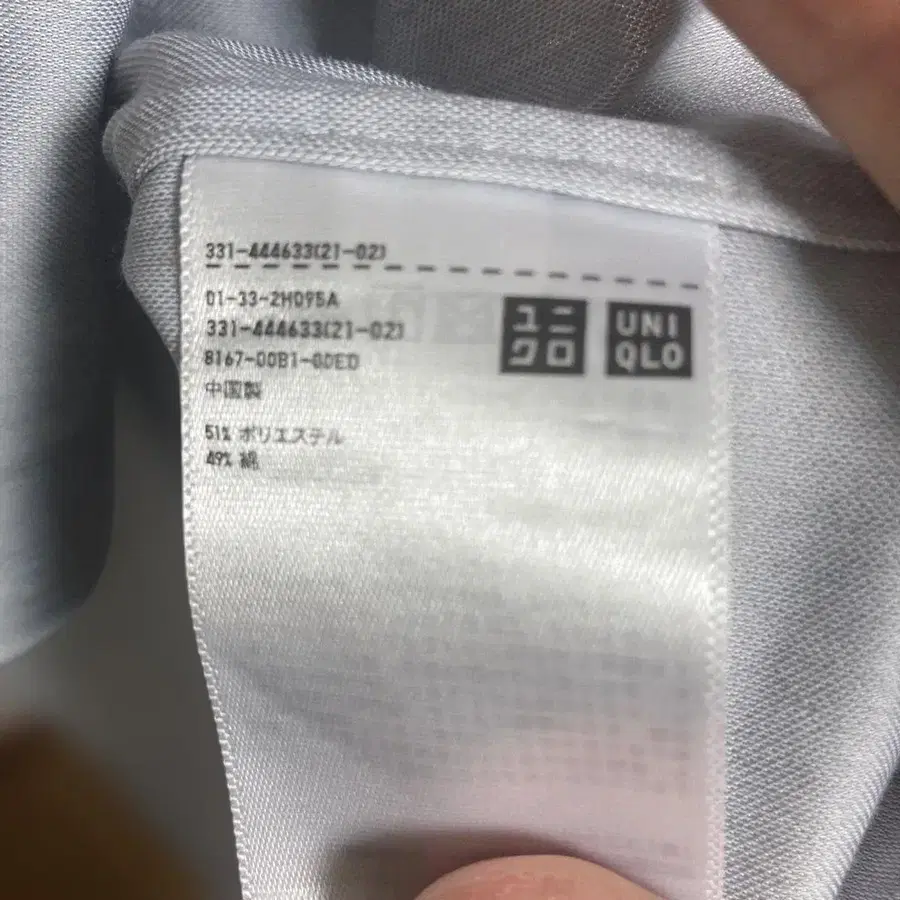 331-444633(21-02)
01-33-2H095A
331-444633(21-02)
8167-00B1-00ED
中国製
51% ポリエステル
49% 綿
ユニ
クロ
UNI
QLO